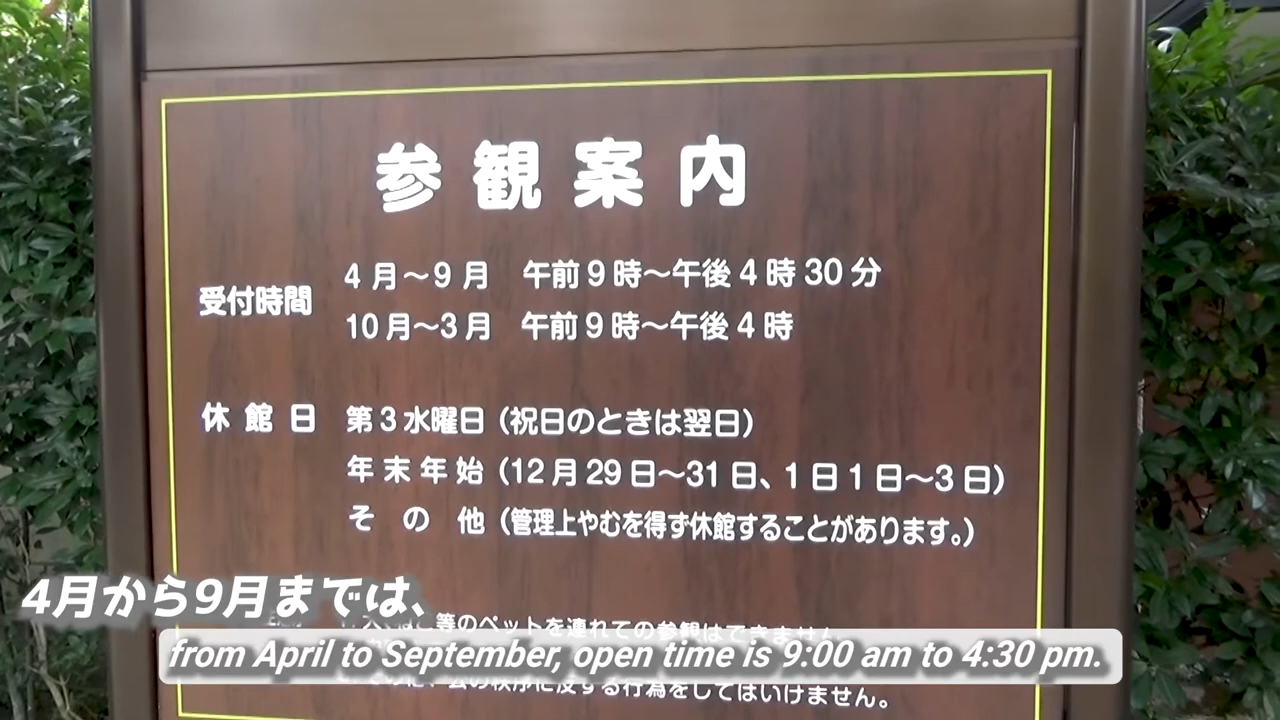 参観案内
受付時間 4月～9月 午前9時～午後4時30分
10月～3月 午前9時～午後4時
休館日 第3水曜日（祝日のときは翌日）
年末年始（12月29日～31日、1日1日～3日）
その他（管理上やむを得ず休館することがあります。）
4月から9月までは、
等のペットを連れての参観はできません
from April to September, open time is 9:00 am to 4:30 pm.
の秩序に反する行為をしてはいけません。